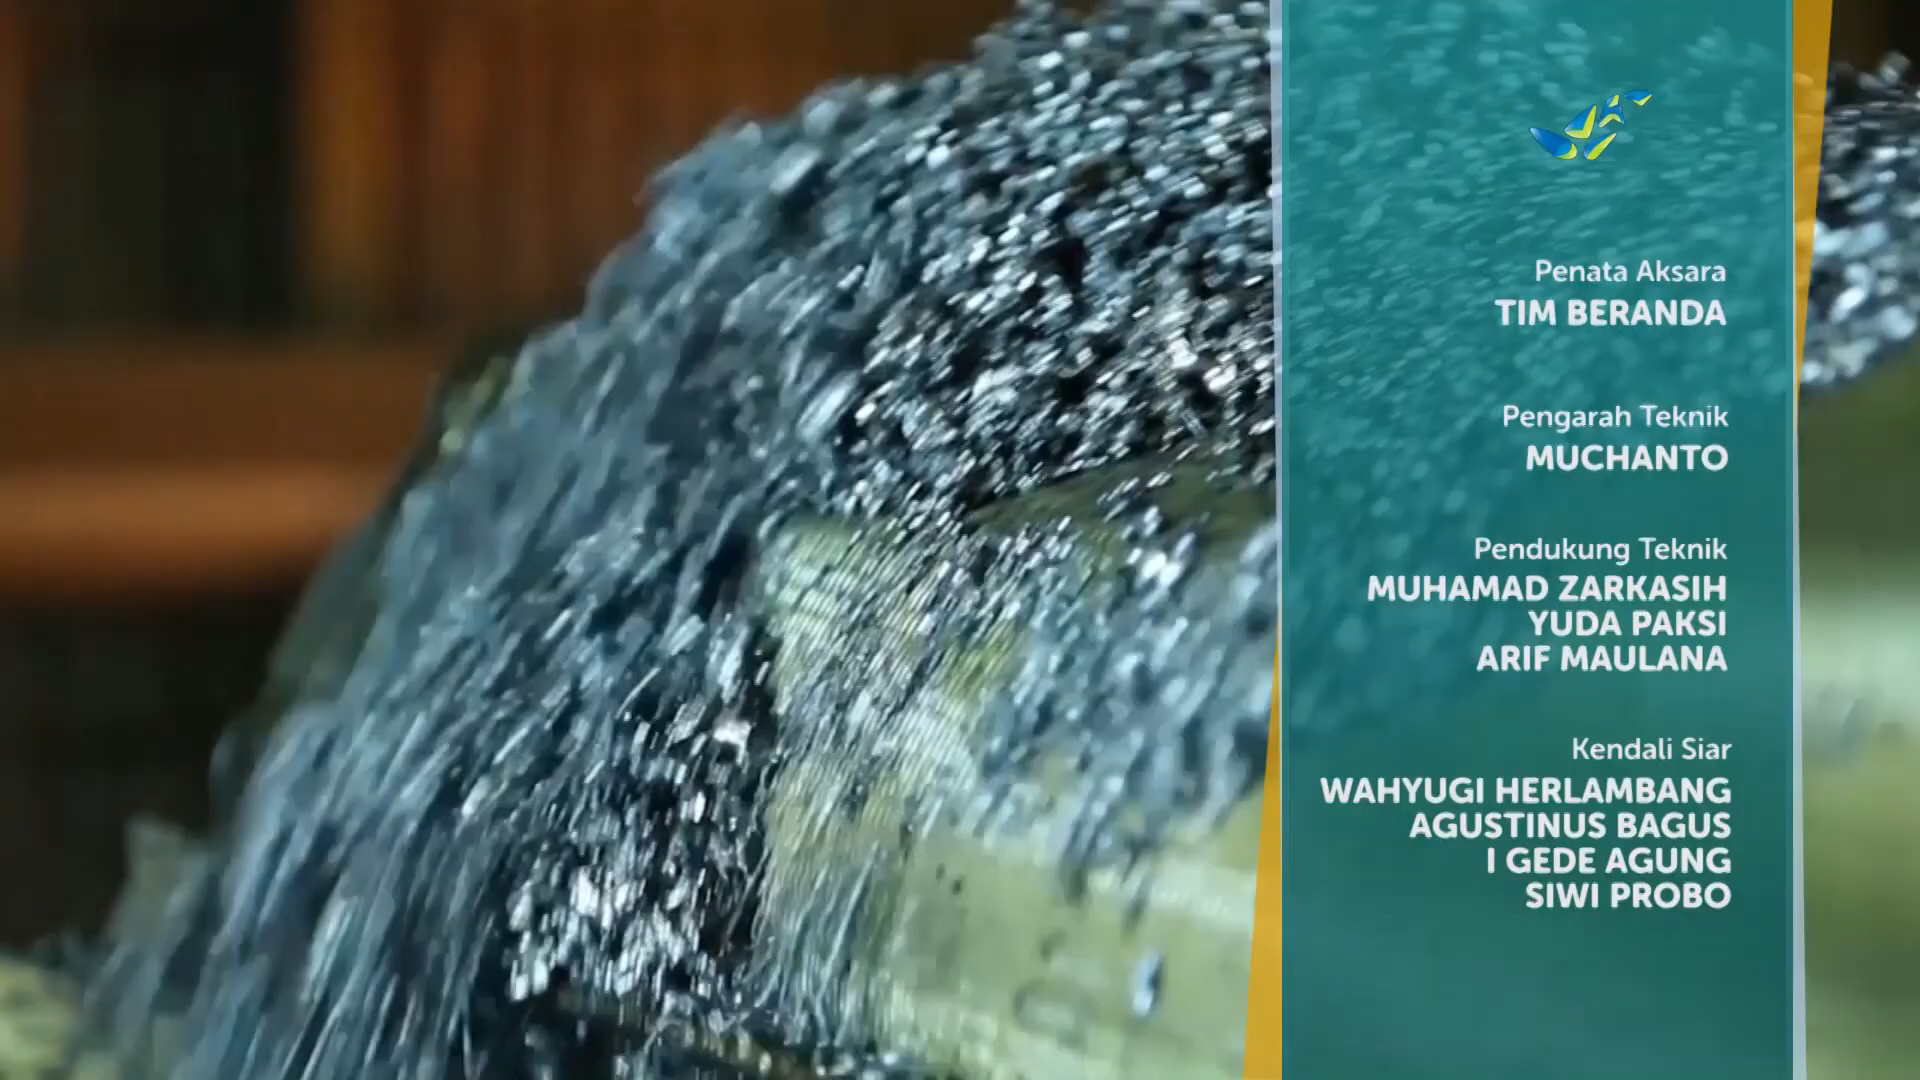 Penata Aksara
TIM BERANDA
Pengarah Teknik
MUCHANTO
Pendukung Teknik
MUHAMAD ZARKASIH
YUDA PAKSI
ARIF MAULANA
Kendali Siar
WAHYUGI HERLAMBANG
AGUSTINUS BAGUS
I GEDE AGUNG
SIWI PROBO